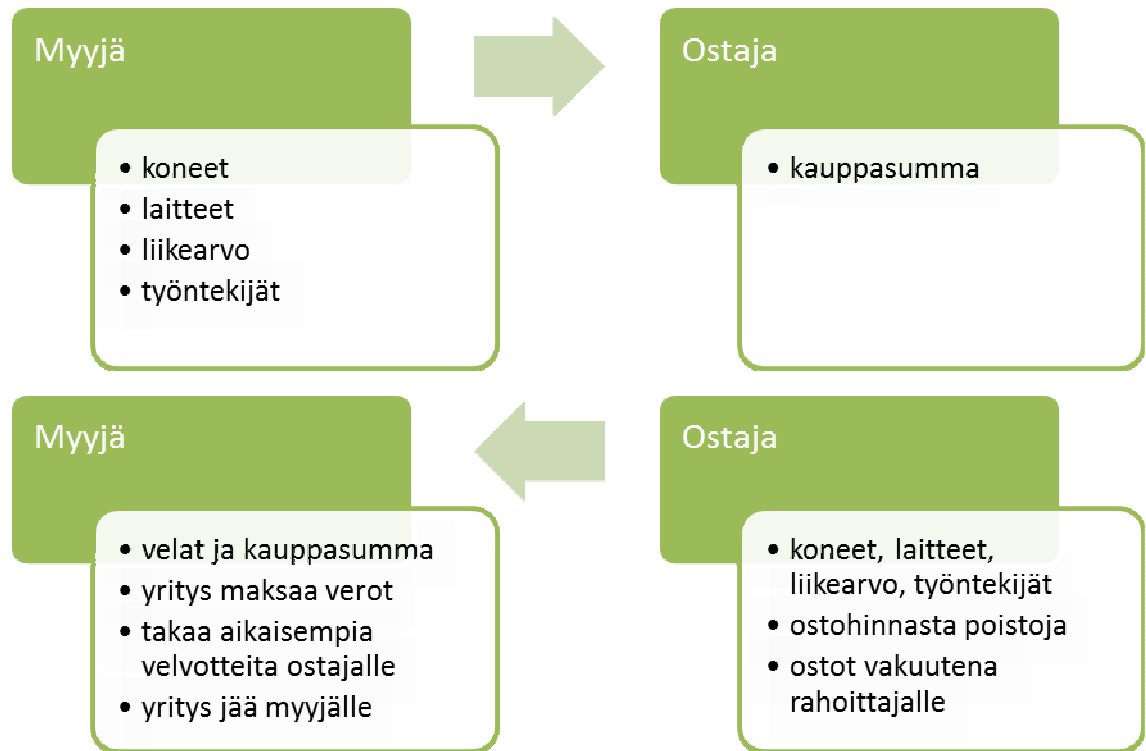 Myyjä
• koneet
• laitteet
• liikearvo
• työntekijät
Ostaja
• kauppasumma
Myyjä
• velat ja kauppasumma
• yritys maksaa verot
• takaa aikaisempia
velvotteita ostajalle
• yritys jää myyjälle
Ostaja
• koneet, laitteet,
liikearvo, työntekijät
• ostohinnasta poistoja
• ostot vakuutena
rahoittajalle